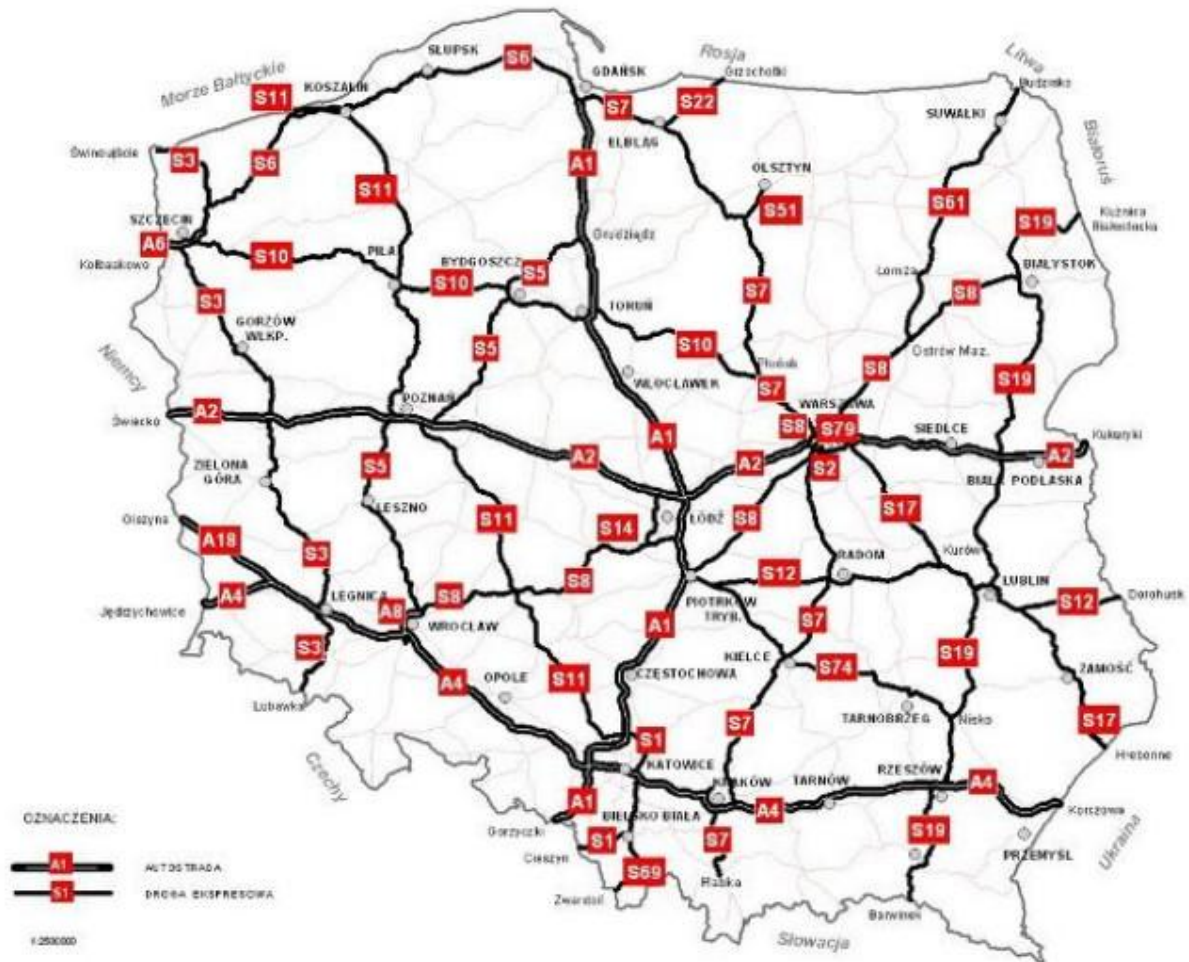 Morze Bałtyckie
SŁUPSK
S6
GDAŃSK
Rosja
Grzechotki
Litwa
Budzisko
S11
KOSZALIN
S7
S22
SUWAŁKI
Białoruś
Świnoujście
S3
S6
ELBLĄG
A1
OLSZTYN
S11
S51
S61
S19
Kuźnica
Białostocka
SZCZECIN
A6
Kołbaskowo
S10
Grudziądz
PIŁA
BYDGOSZCZ
S5
S10
Łomża
BIAŁYSTOK
S3
S7
S8
TORUŃ
GORZÓW
WLKP.
S5
S10
Ostrów Maz.
Niemcy
Płońsk
S8
WŁOCŁAWEK
S7
S19
Świecko
A2
POZNAŃ
WARSZAWA
S8
S79
SIEDLCE
A1
Kukuryki
A2
A2
S2
A2
BIAŁA PODLASKA
ZIELONA
GÓRA
S5
LESZNO
S11
S14
ŁÓDŹ
S8
S17
Olszyna
A18
S3
Kurów
RADOM
S12
S8
LUBLIN
A4
Jędrzychowice
LEGNICA
A8
S8
WROCŁAW
PIOTRKÓW
TRYB.
S12
Dorohusk
A1
S7
S3
S19
KIELCE
S74
ZAMOŚĆ
A4
OPOLE
S11
CZĘSTOCHOWA
Lubawka
TARNOBRZEG
Nisko
S17
S7
S1
Hrebenne
Czechy
KATOWICE
KRAKÓW
TARNÓW
RZESZÓW
A4
A1
A4
Korczowa
OZNACZENIA:
Gorzyczki
BIELSKO BIAŁA
S1
S7
S19
PRZEMYŚL
Ukraina
Cieszyn
A1
AUTOSTRADA
S69
Rabka
S1
DROGA EKSPRESOWA
Zwardoń
Barwinek
Słowacja
1:2500000